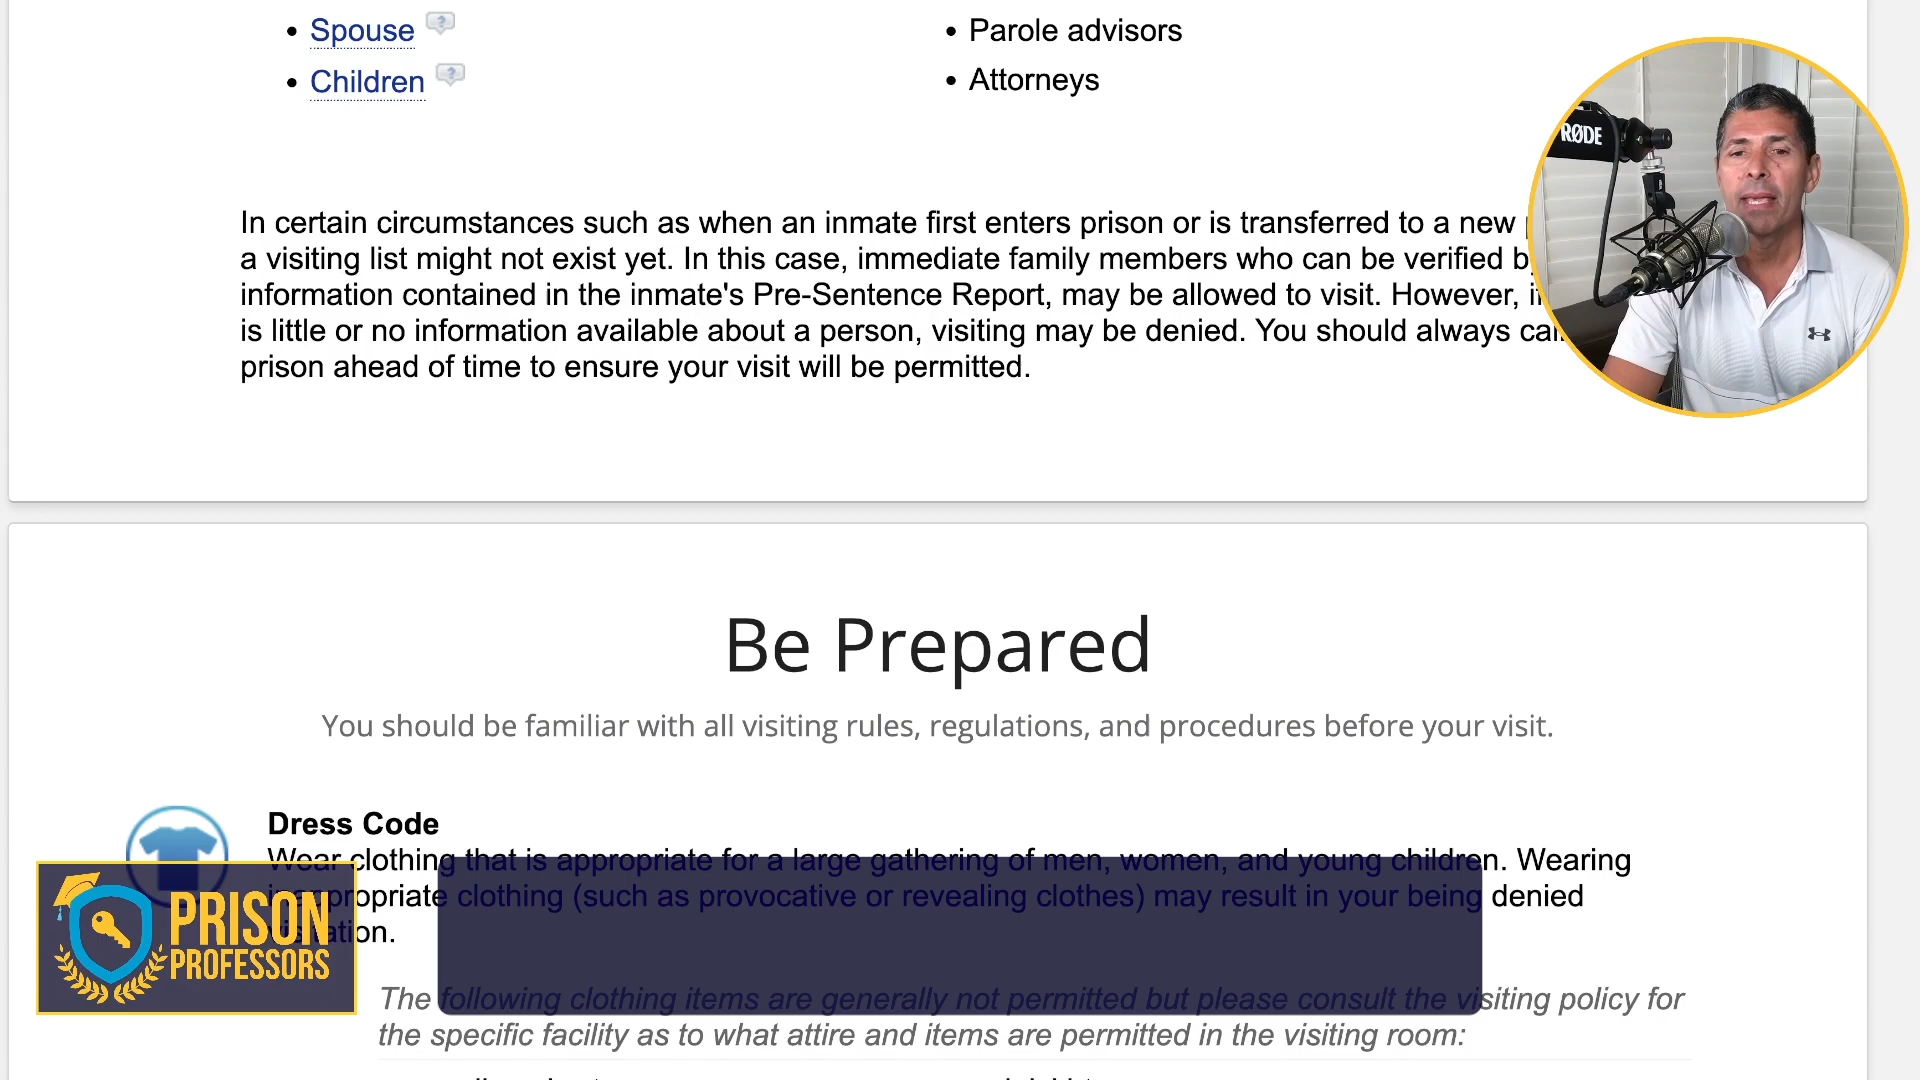 Spouse
Children
Parole advisors
Attorneys
RØDE
In certain circumstances such as when an inmate first enters prison or is transferred to a new
a visiting list might not exist yet. In this case, immediate family members who can be verified
information contained in the inmate's Pre-Sentence Report, may be allowed to visit. However,
is little or no information available about a person, visiting may be denied. You should always
prison ahead of time to ensure your visit will be permitted.
Be Prepared
You should be familiar with all visiting rules, regulations, and procedures before your visit.
Dress Code
Wear clothing that is appropriate for a large gathering of men, women, and young children. Wearing
inappropriate clothing (such as provocative or revealing clothes) may result in your being denied
visitation.
PRISON
PROFESSORS
The following clothing items are generally not permitted but please consult the visiting policy for
the specific facility as to what attire and items are permitted in the visiting room: